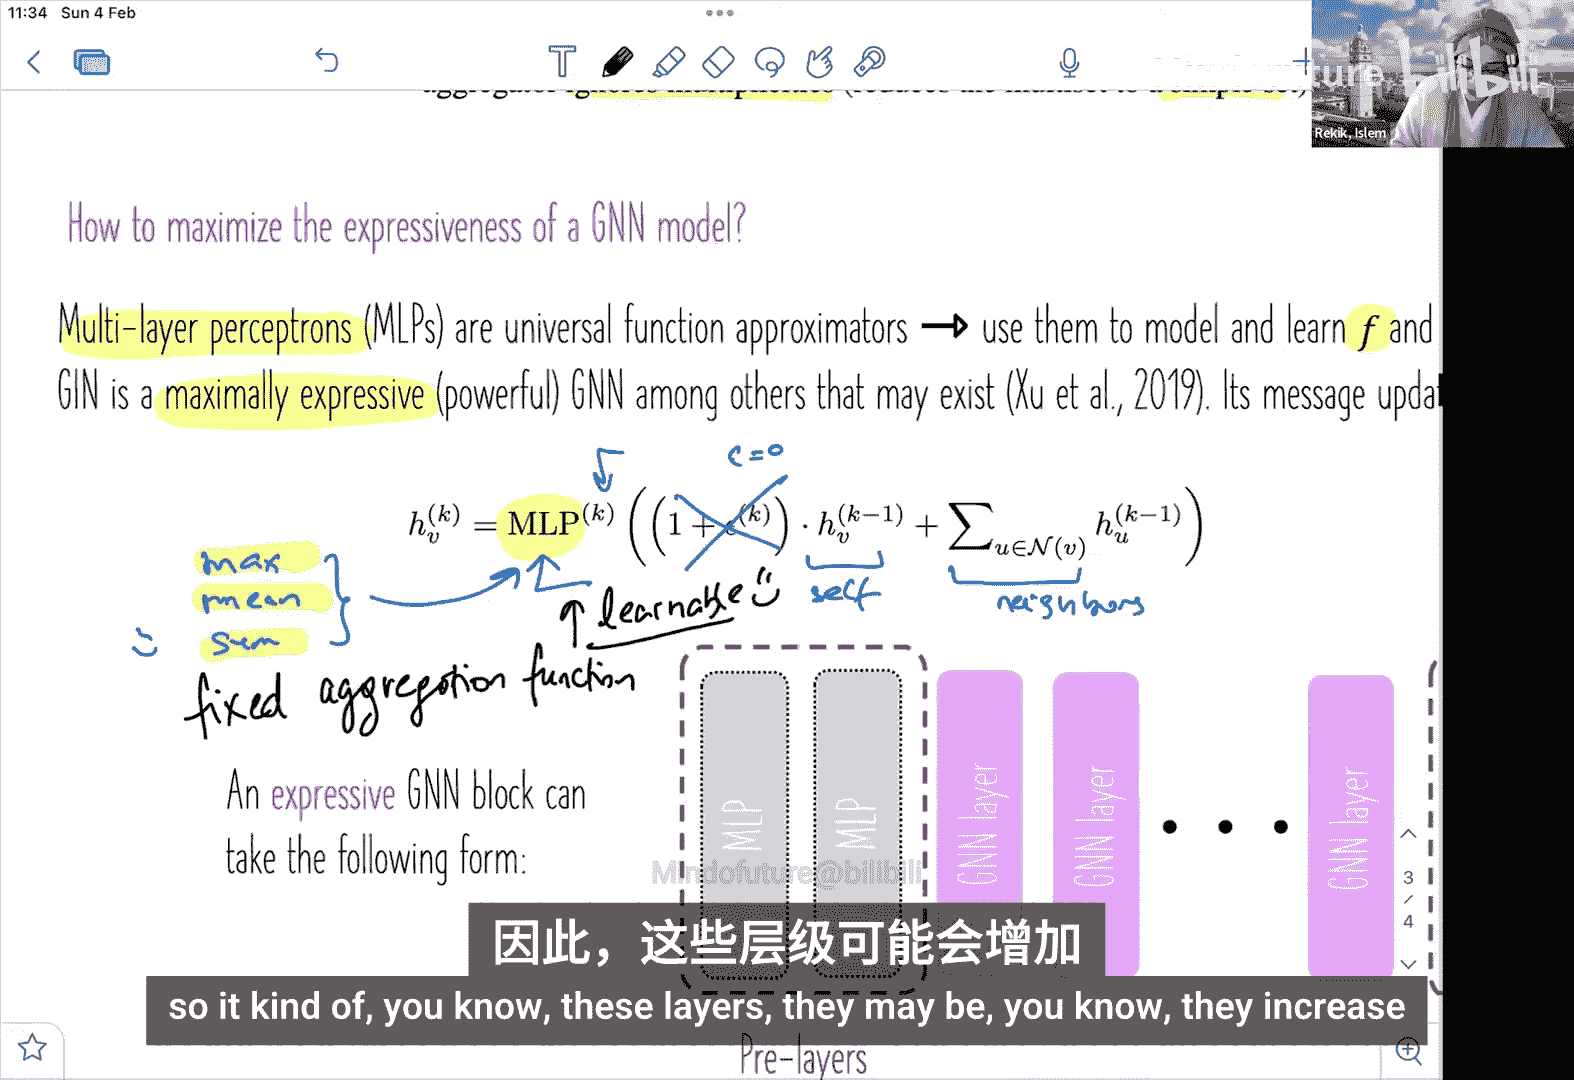 11:34 Sun 4 Feb
Rekik, Islem
bilibili
How to maximize the expressiveness of a GNN model?
Multi-layer perceptrons (MLPs) are universal function approximators → use them to model and learn f and
GIN is a maximally expressive (powerful) GNN among others that may exist (Xu et al., 2019). Its message updat
ϵ=0
h_v^{(k)} = MLP^{(k)} ((1 + ϵ^{(k)}) · h_v^{(k-1)} + ∑_{u∈N(v)} h_u^{(k-1)})
max
mean
sum
learnable
self
neighbors
fixed aggregation function
An expressive GNN block can
take the following form:
MLP
MLP
GNN layer
GNN layer
GNN layer
Mindofuture@bilibili
3
/
4
因此，这些层级可能会增加
so it kind of, you know, these layers, they may be, you know, they increase
Pre-layers